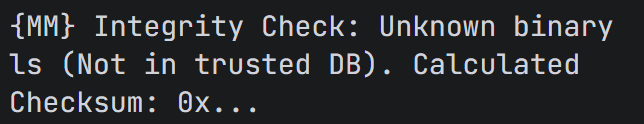 {MM} Integrity Check: Unknown binary
ls (Not in trusted DB). Calculated
Checksum: 0x...